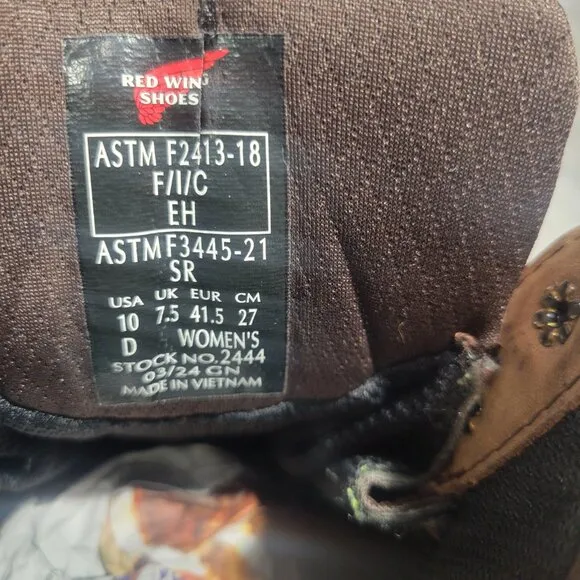 RED WING
SHOES
ASTM F2413-18
F/I/C
EH
ASTM F3445-21
SR
USA UK EUR CM
10 7.5 41.5 27
D WOMEN'S
STOCK NO. 2444
03/24 GN
MADE IN VIETNAM